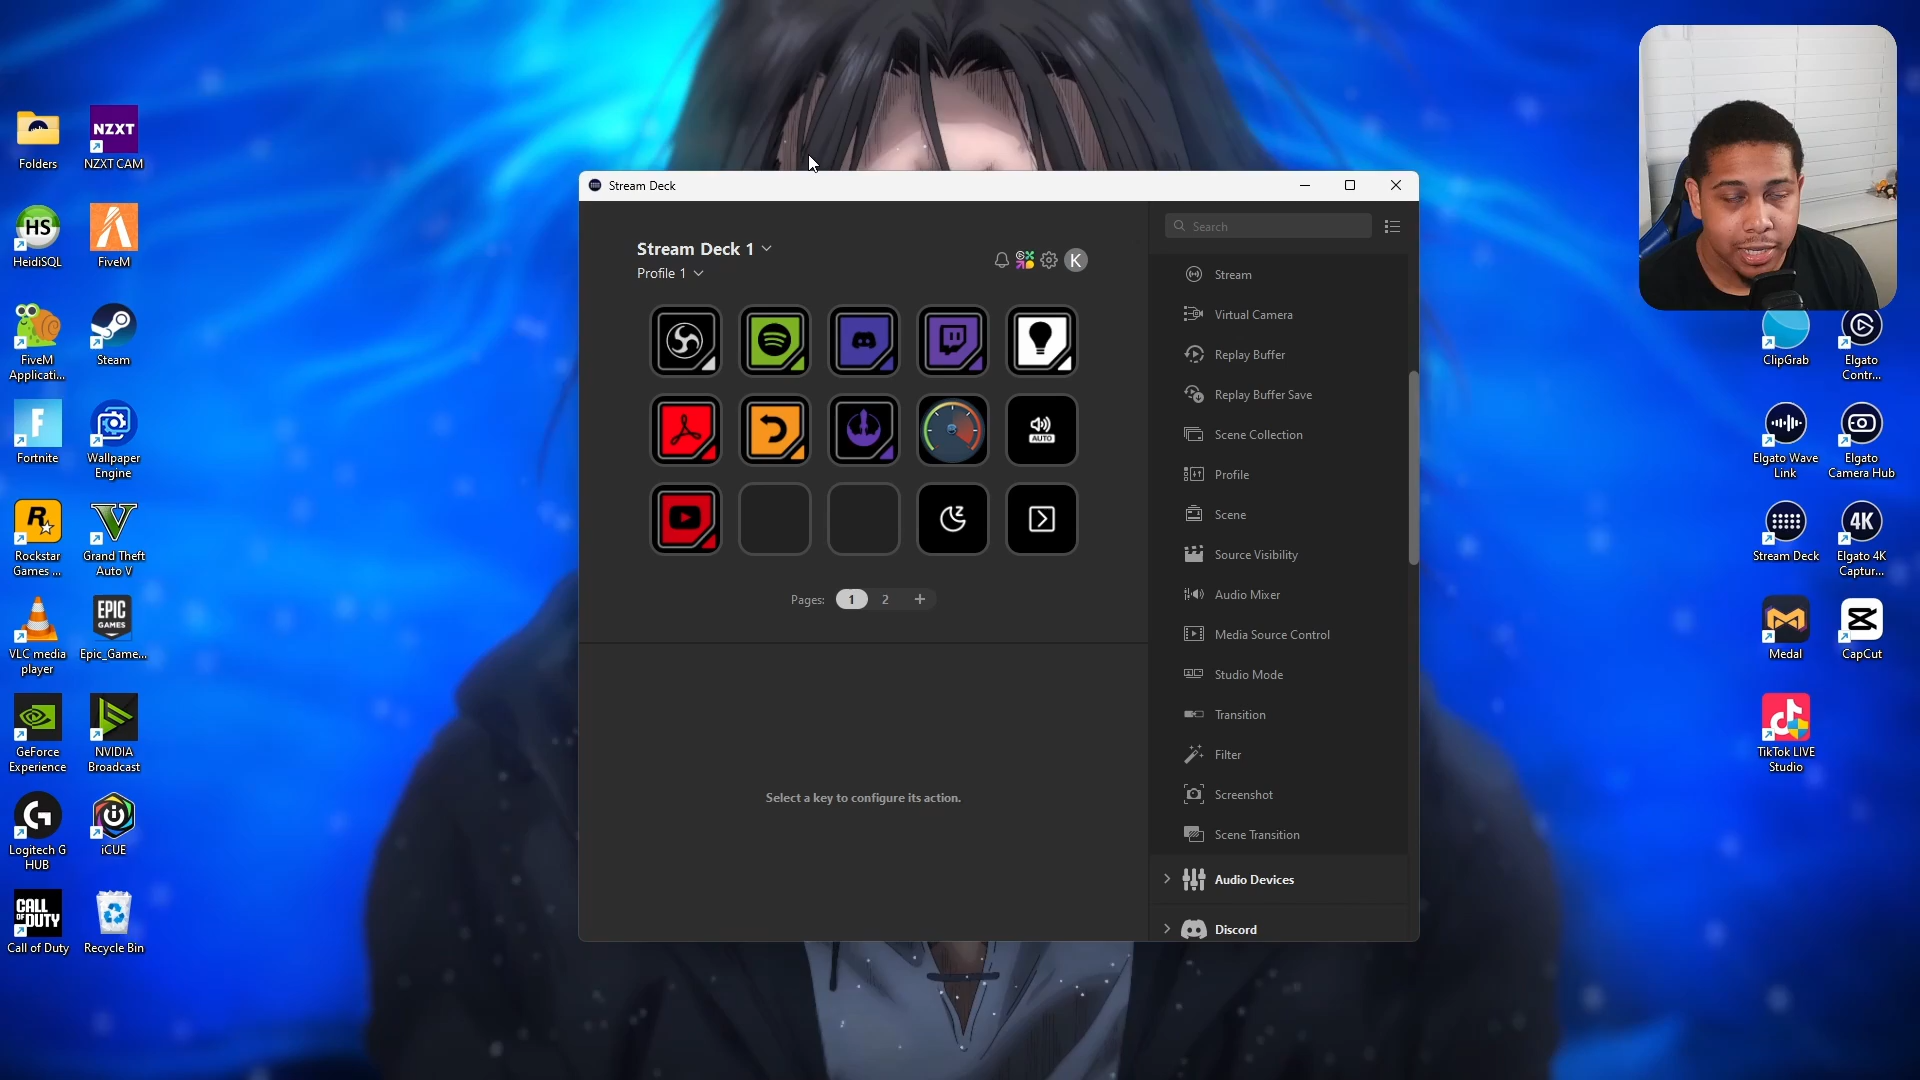 Folders
NZXT
NZXT CAM
HS
HeidiSQL
FiveM
FiveM
Applicati...
Steam
Fortnite
Wallpaper
Engine
Rockstar
Games ...
Grand Theft
Auto V
VLC media
player
EPIC
GAMES
Epic_Game...
GeForce
Experience
NVIDIA
Broadcast
Logitech G
HUB
iCUE
CALL
OF DUTY
Call of Duty
Recycle Bin
Stream Deck
Stream Deck 1
Profile 1
K
AUTO
Pages:
1
2
+
Select a key to configure its action.
Search
Stream
Virtual Camera
Replay Buffer
Replay Buffer Save
Scene Collection
Profile
Scene
Source Visibility
Audio Mixer
Media Source Control
Studio Mode
Transition
Filter
Screenshot
Scene Transition
Audio Devices
Discord
ClipGrab
Elgato
Contr...
Elgato Wave
Link
Elgato
Camera Hub
Stream Deck
4K
Elgato 4K
Captur...
Medal
CapCut
TikTok LIVE
Studio